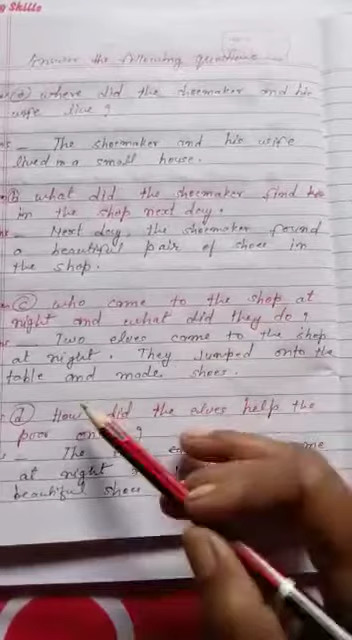 g Skills
Answer the following questions
(a) where did the shoemaker and his
wife live ?
– The shoemaker and his wife
lived in a small house.
(b) what did the shoemaker find
in the shop next day.
– Next day, the shoemaker found
a beautiful pair of shoes in
the shop.
(c) who came to the shop at
night and what did they do ?
– Two elves came to the shop
at night. They jumped onto the
table and made shoes.
(d) How did the elves help the
poor ?
– The
at night
beautiful shoes